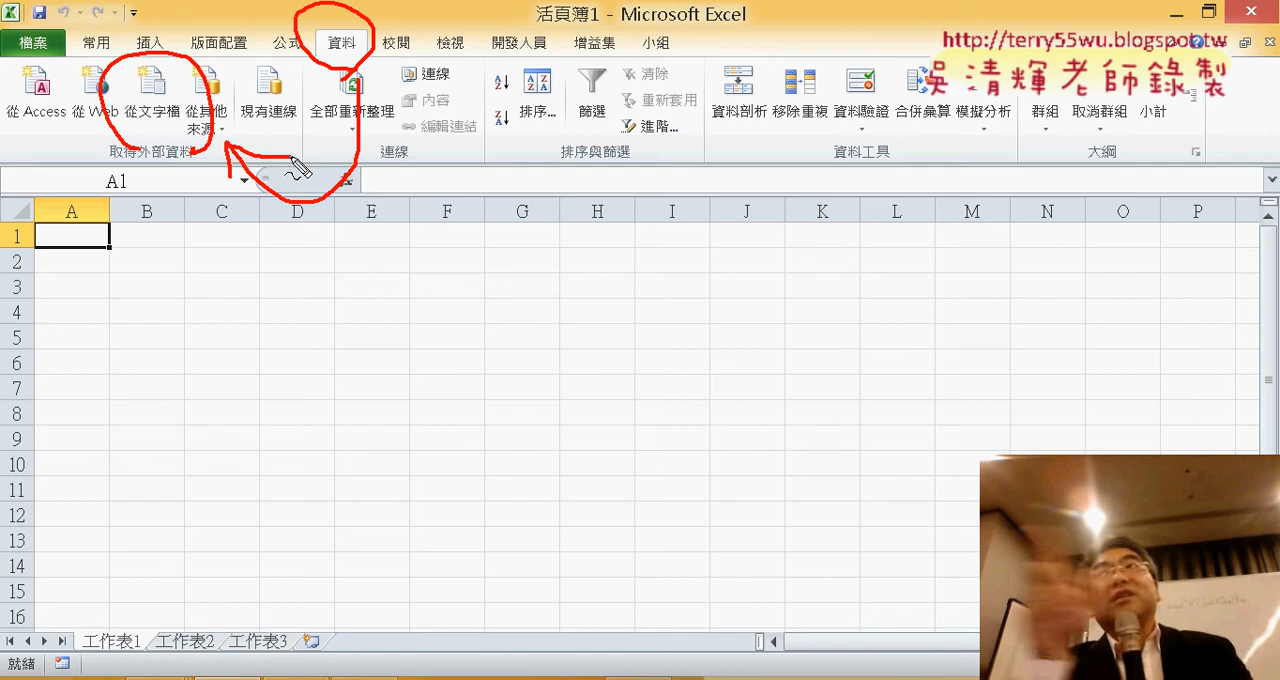 活頁簿1 - Microsoft Excel
檔案 常用 插入 版面配置 公式 資料 校閱 檢視 開發人員 增益集 小組
http://terry55wu.blogspot.tw
吳清輝老師錄製
從 Access 從 Web 從文字檔 從其他來源 現有連線 全部重新整理 連線 內容 編輯連結 排序... 篩選 清除 重新套用 進階... 資料剖析 移除重複 資料驗證 合併彙算 模擬分析 群組 取消群組 小計
取得外部資料 連線 排序與篩選 資料工具 大綱
A1 fx
A B C D E F G H I J K L M N O P
1
2
3
4
5
6
7
8
9
10
11
12
13
14
15
16
工作表1 工作表2 工作表3
就緒